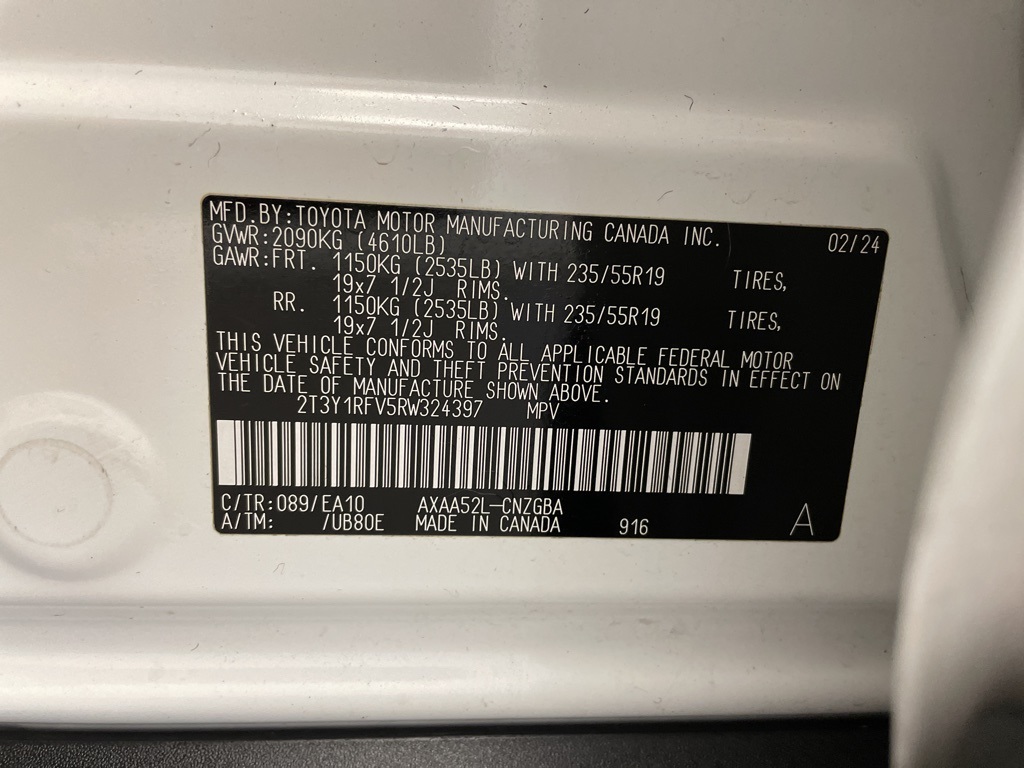 MFD.BY:TOYOTA MOTOR MANUFACTURING CANADA INC. 02/24
GVWR:2090KG (4610LB)
GAWR:FRT. 1150KG (2535LB) WITH 235/55R19 TIRES,
19x7 1/2J RIMS.
RR. 1150KG (2535LB) WITH 235/55R19 TIRES,
19x7 1/2J RIMS.
THIS VEHICLE CONFORMS TO ALL APPLICABLE FEDERAL MOTOR
VEHICLE SAFETY AND THEFT PREVENTION STANDARDS IN EFFECT ON
THE DATE OF MANUFACTURE SHOWN ABOVE.
2T3Y1RFV5RW324397 MPV
C/TR:089/EA10 AXAA52L-CNZGBA
A/TM: /UB80E MADE IN CANADA 916 A